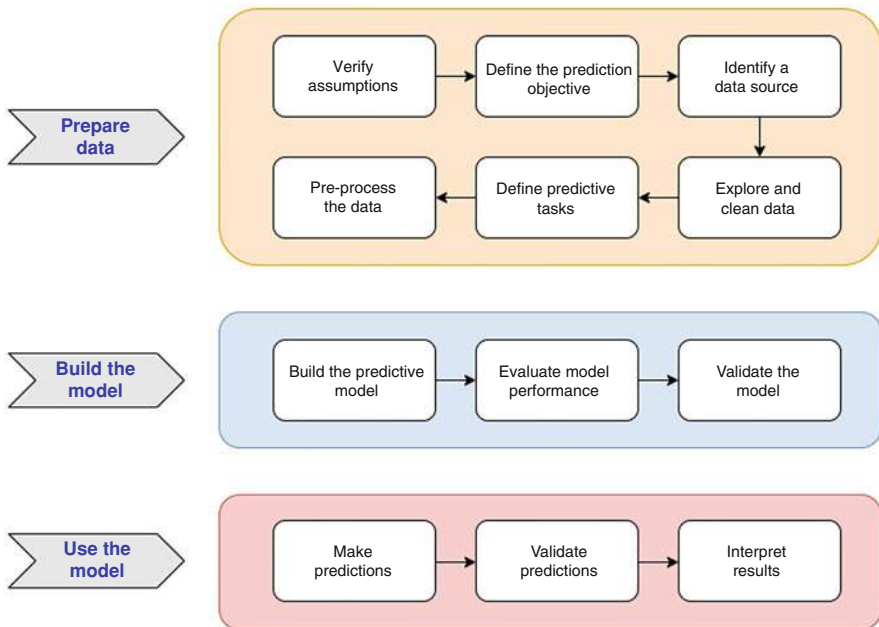 Prepare
data
Verify
assumptions
Define the prediction
objective
Identify a
data source
Pre-process
the data
Define predictive
tasks
Explore and
clean data
Build the
model
Build the predictive
model
Evaluate model
performance
Validate the
model
Use the
model
Make
predictions
Validate
predictions
Interpret
results